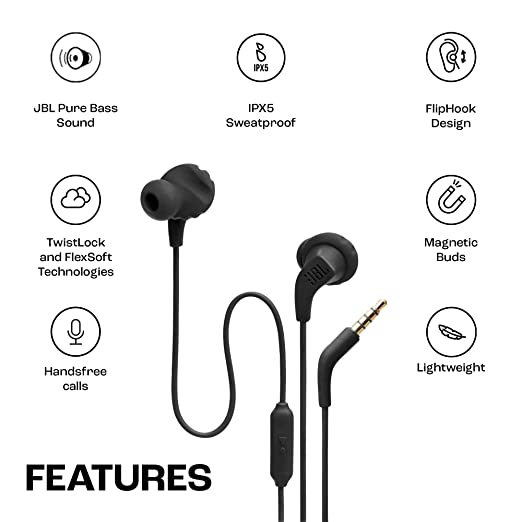 JBL Pure Bass
Sound
IPX5
IPX5
Sweatproof
FlipHook
Design
TwistLock
and FlexSoft
Technologies
Magnetic
Buds
Handsfree
calls
Lightweight
JBL
FEATURES